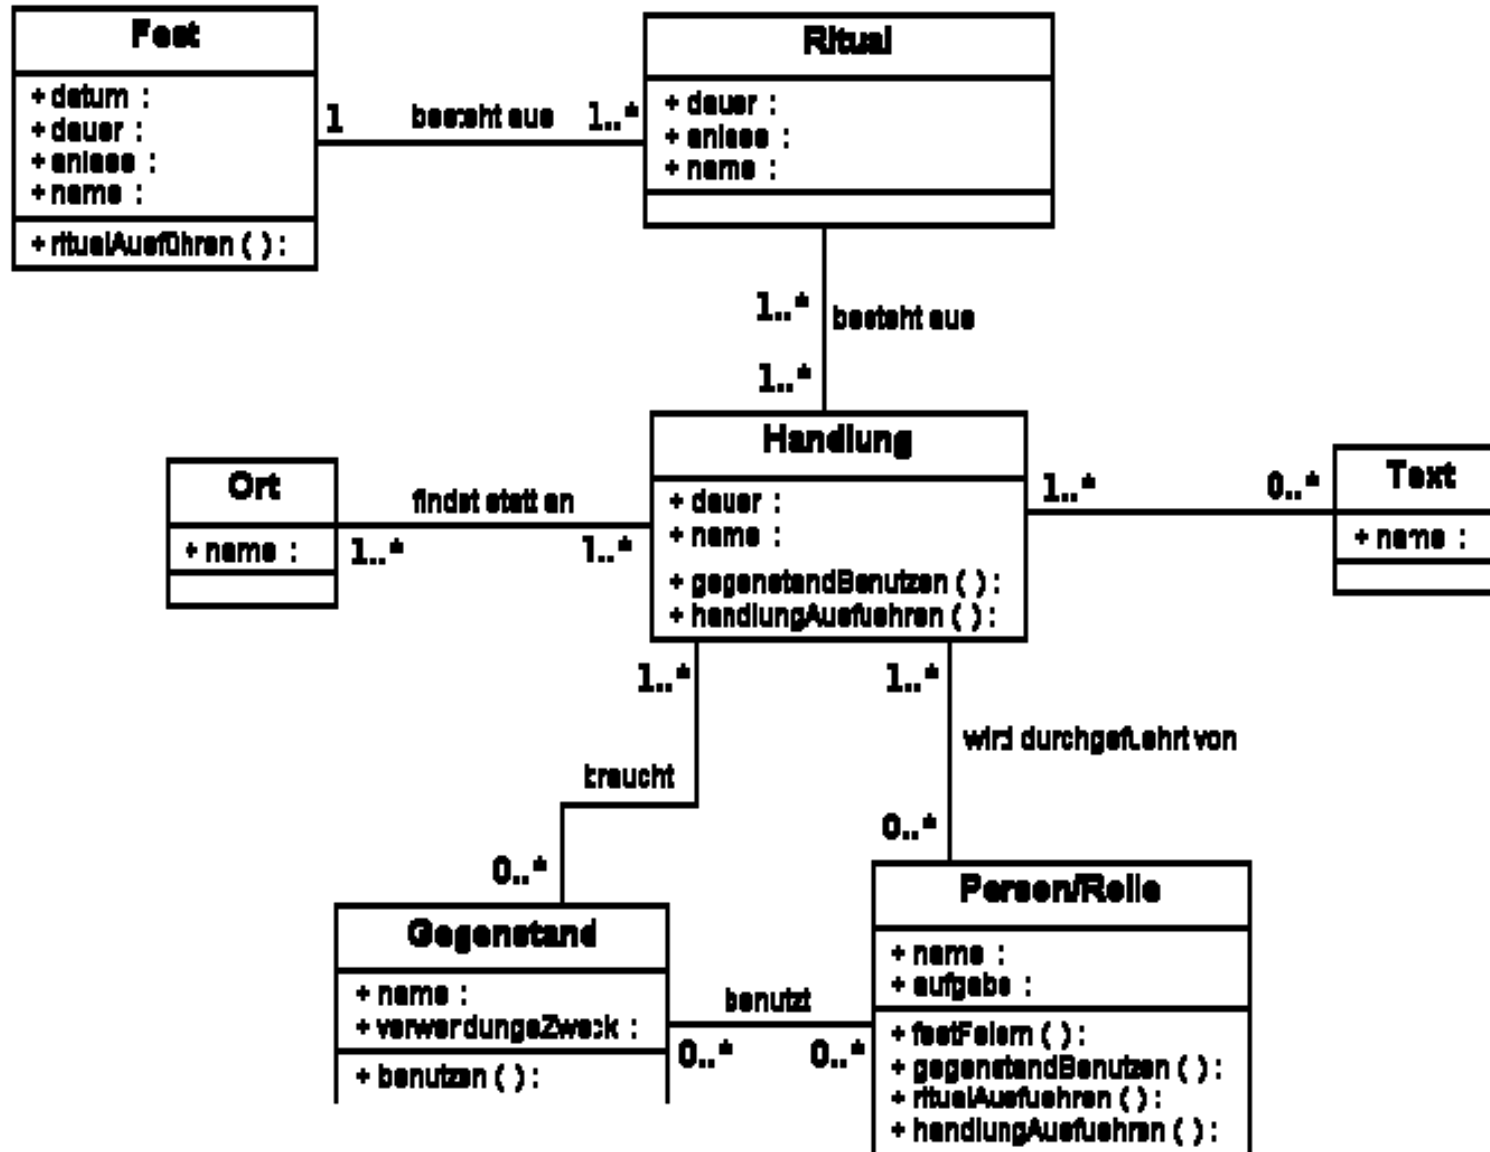 Fest
+ datum :
+ dauer :
+ anlass :
+ name :
+ ritualAusführen ( ) :
1
besteht aus
1..*
Ritual
+ dauer :
+ anlass :
+ name :
1..*
besteht aus
1..*
Handlung
+ dauer :
+ name :
+ gegenstandBenutzen ( ) :
+ handlungAusfuehren ( ) :
Ort
+ name :
findet statt an
1..*
1..*
1..*
0..*
Text
+ name :
1..*
braucht
0..*
1..*
wird durchgefuehrt von
0..*
Gegenstand
+ name :
+ verwendungsZweck :
+ benutzen ( ) :
benutzt
0..*
0..*
Person/Rolle
+ name :
+ aufgabe :
+ festFeiern ( ) :
+ gegenstandBenutzen ( ) :
+ ritualAusfuehren ( ) :
+ handlungAusfuehren ( ) :